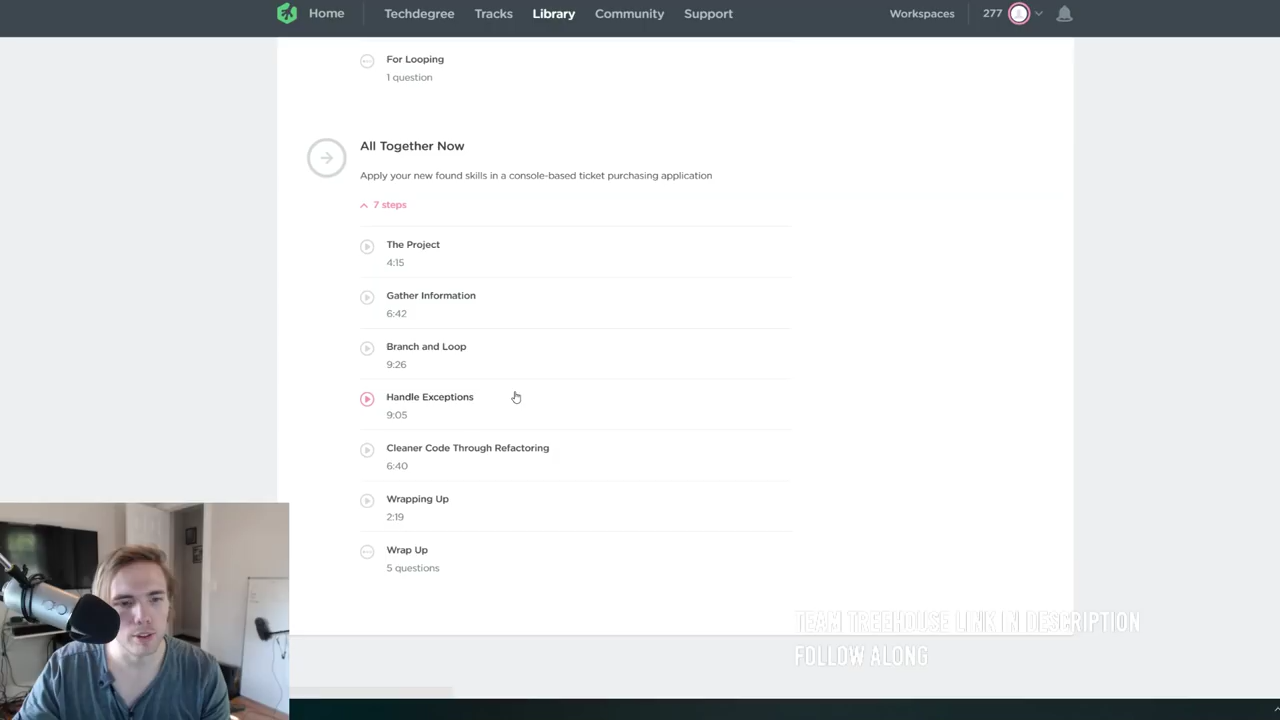 Home
Techdegree
Tracks
Library
Community
Support
Workspaces
277
For Looping
1 question
All Together Now
Apply your new found skills in a console-based ticket purchasing application
7 steps
The Project
4:15
Gather Information
6:42
Branch and Loop
9:26
Handle Exceptions
9:05
Cleaner Code Through Refactoring
6:40
Wrapping Up
2:19
Wrap Up
5 questions
TEAM TREEHOUSE LINK IN DESCRIPTION
FOLLOW ALONG